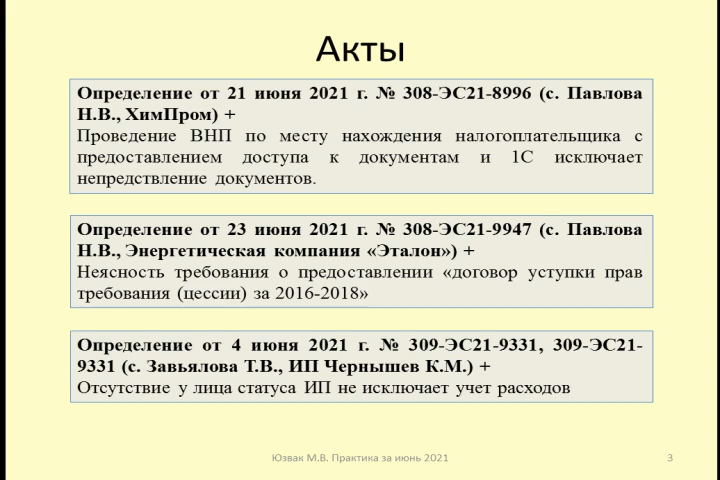 Акты
Определение от 21 июня 2021 г. № 308-ЭС21-8996 (с. Павлова
Н.В., ХимПром) +
Проведение ВНП по месту нахождения налогоплательщика с
предоставлением доступа к документам и 1С исключает
непредствление документов.
Определение от 23 июня 2021 г. № 308-ЭС21-9947 (с. Павлова
Н.В., Энергетическая компания «Эталон») +
Неясность требования о предоставлении «договор уступки прав
требования (цессии) за 2016-2018»
Определение от 4 июня 2021 г. № 309-ЭС21-9331, 309-ЭС21-
9331 (с. Завьялова Т.В., ИП Чернышев К.М.) +
Отсутствие у лица статуса ИП не исключает учет расходов
Юзвак М.В. Практика за июнь 2021
3